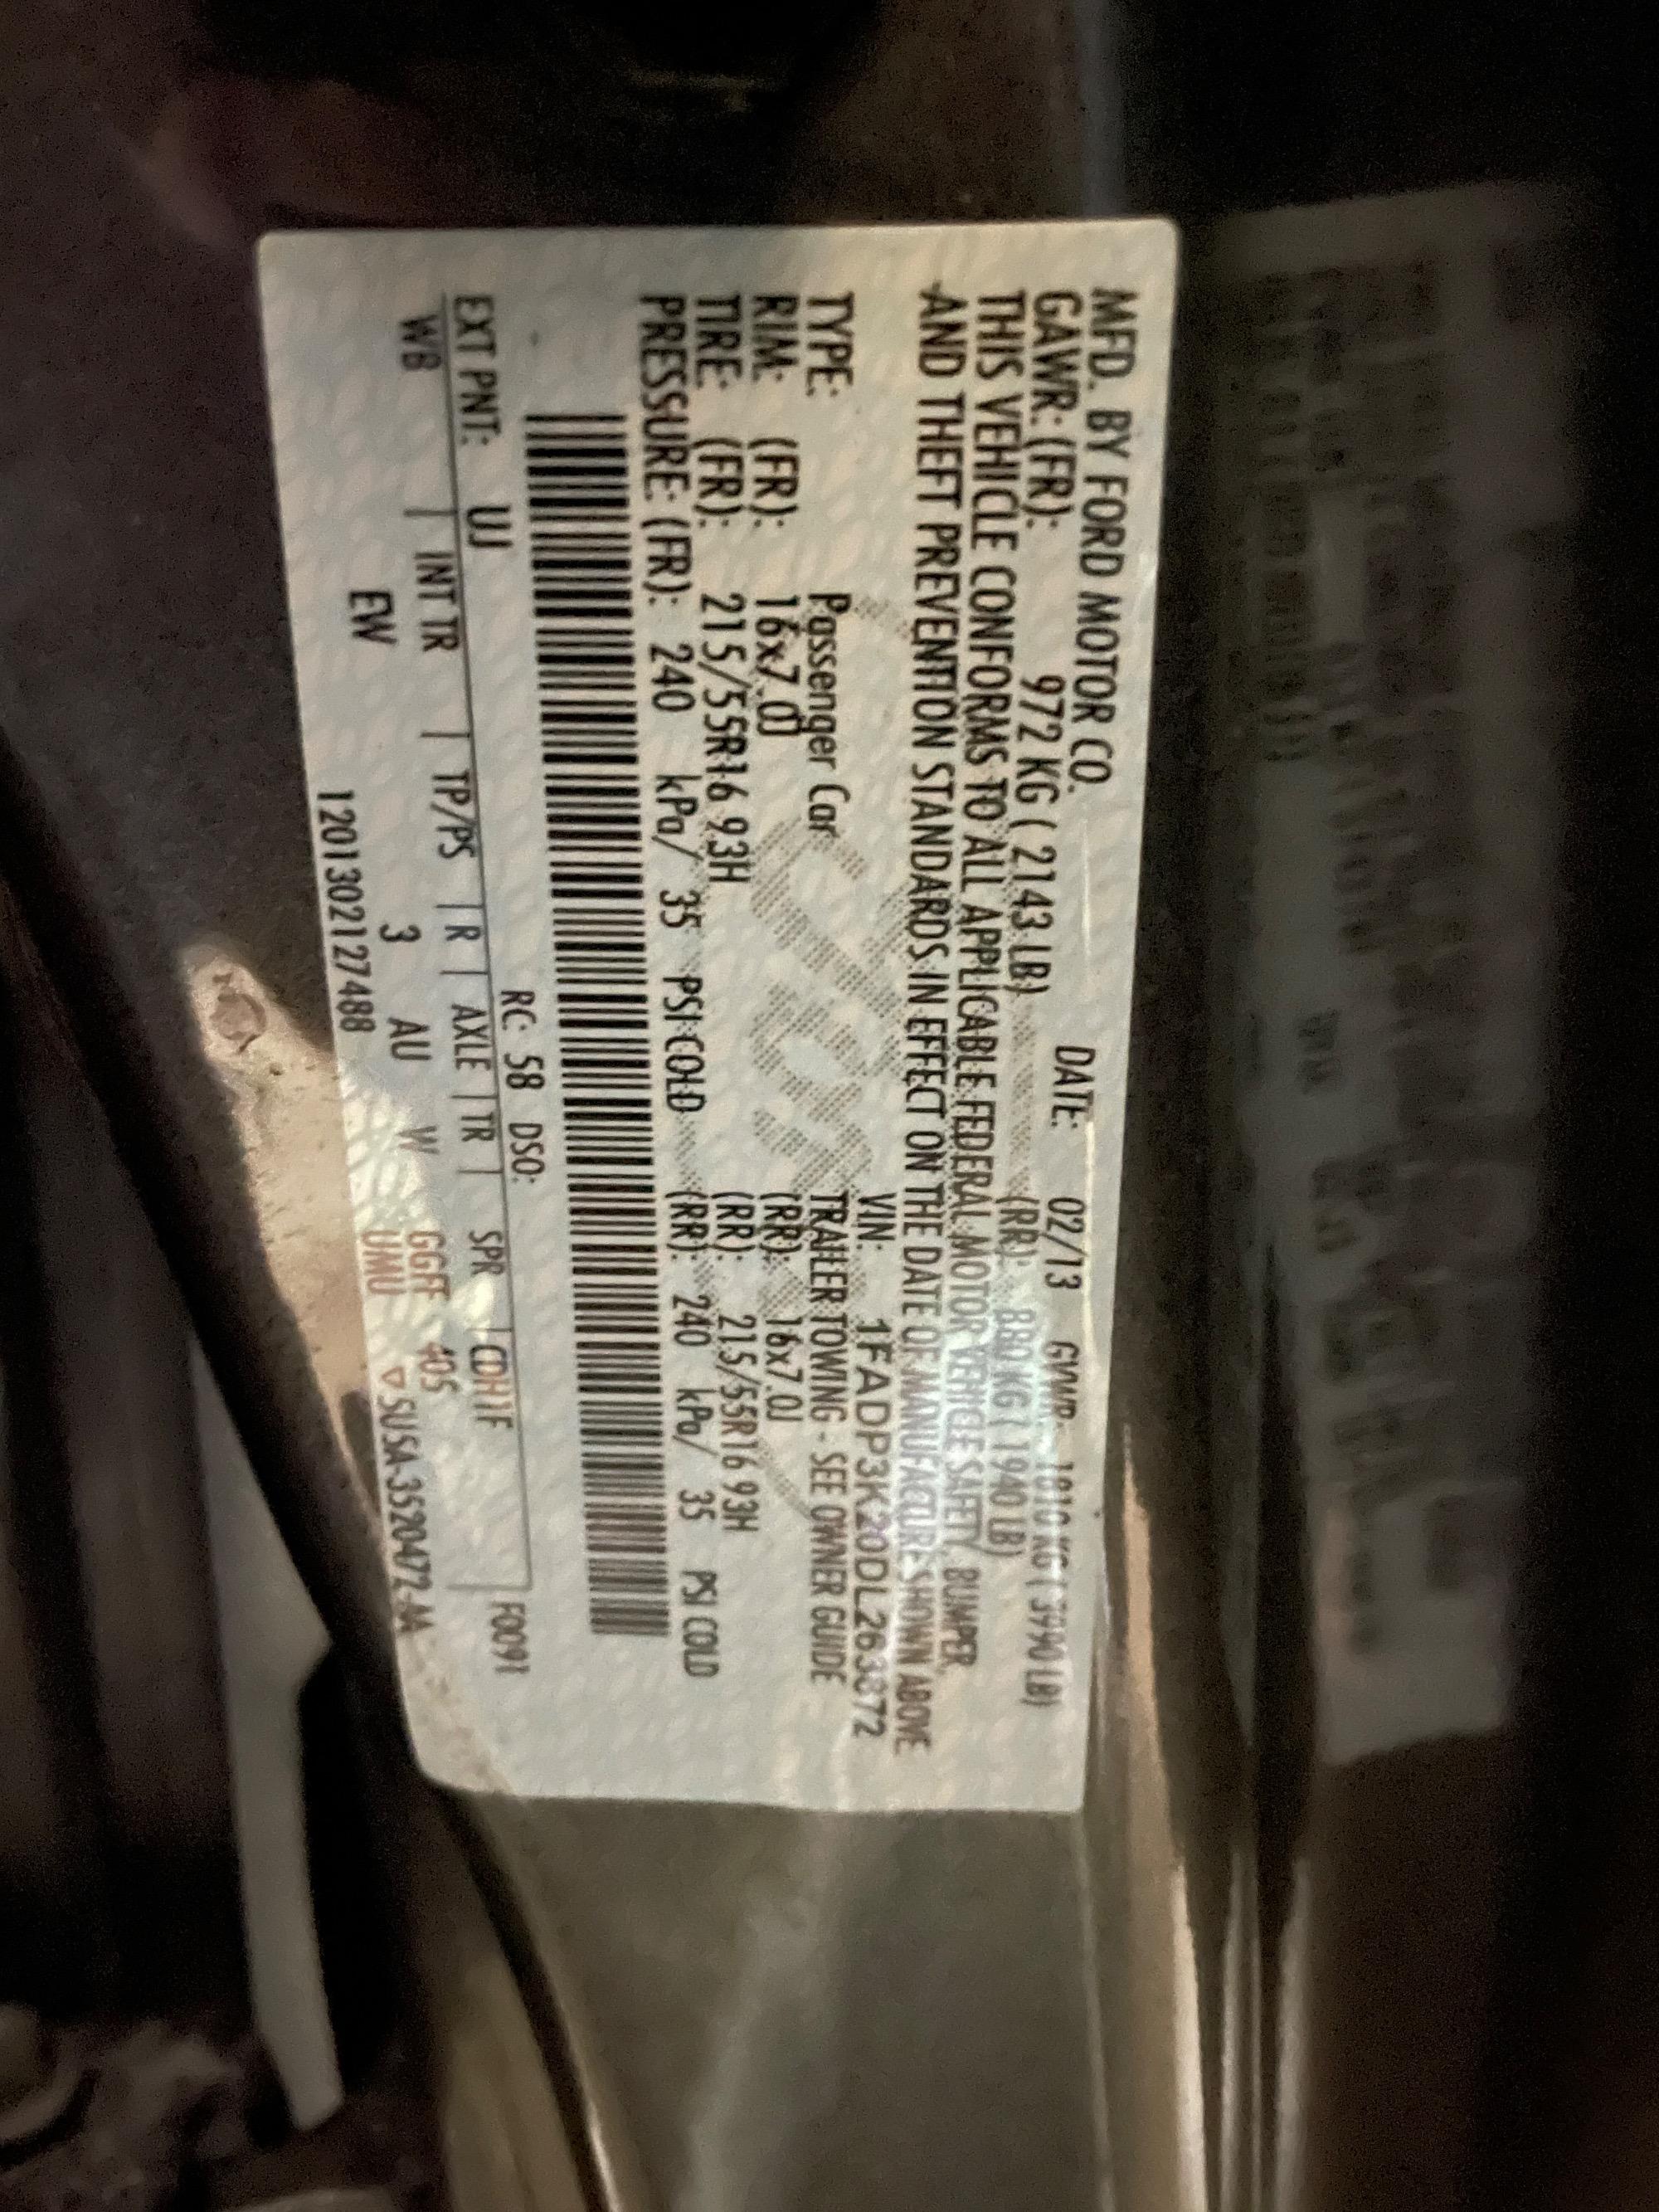 MFD. BY FORD MOTOR CO. DATE: 02/13 GVWR: 1810 KG ( 3990 LB)
GAWR: (FR): 972 KG ( 2143 LB) (RR): 880 KG ( 1940 LB)
THIS VEHICLE CONFORMS TO ALL APPLICABLE FEDERAL MOTOR VEHICLE SAFETY, BUMPER,
AND THEFT PREVENTION STANDARDS IN EFFECT ON THE DATE OF MANUFACTURE SHOWN ABOVE
VIN: 1FADP3K20DL263872
TYPE: Passenger Car TRAILER TOWING - SEE OWNER GUIDE
RIM: (FR): 16x7.0J (RR): 16x7.0J
TIRE: (FR): 215/55R16 93H (RR): 215/55R16 93H
PRESSURE: (FR): 240 kPa/ 35 PSI COLD (RR): 240 kPa/ 35 PSI COLD
EXT PNT: UJ RC: 58 DSO: F0091
WB | INT TR | TP/PS | R | AXLE | TR | SPR | CDH1F
EW 3 AU W GGFF 405
120130212 7488 UMU ▽SUSA-3520472-AA